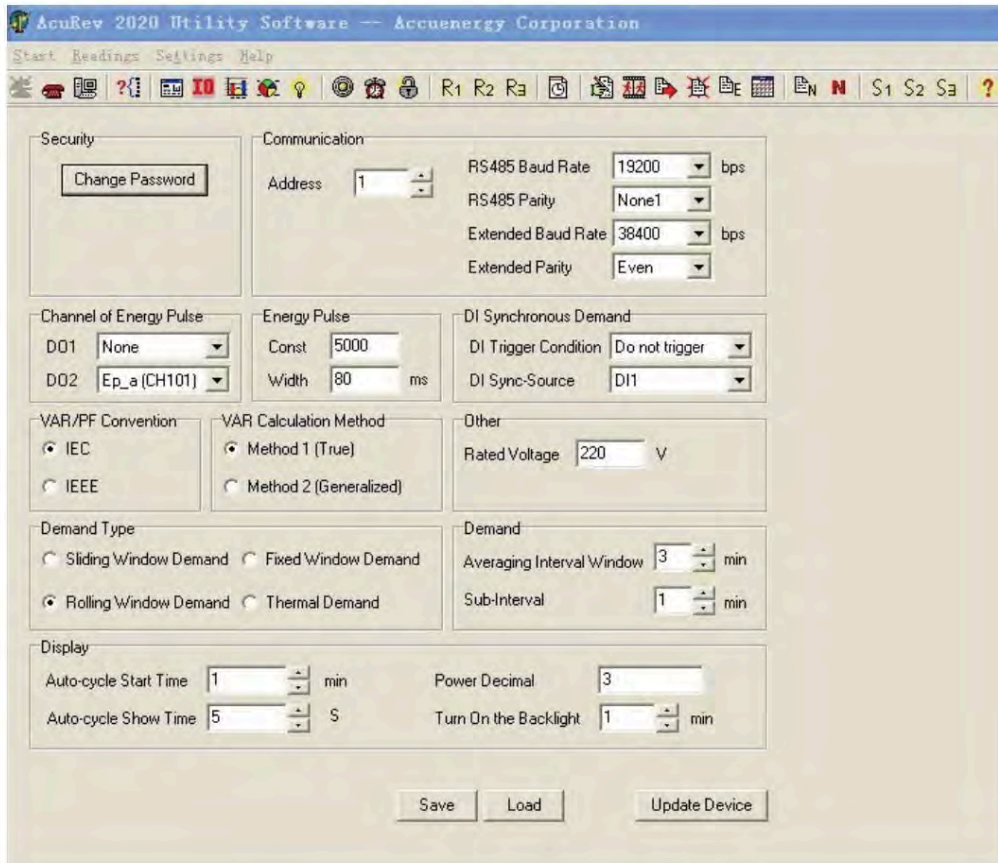 AcuRev 2020 Utility Software -- Accuenergy Corporation
Start Readings Settings Help
?{ IO R1 R2 R3 E N N S1 S2 S3 ?
Security
Change Password
Communication
Address 1
RS485 Baud Rate 19200 bps
RS485 Parity None1
Extended Baud Rate 38400 bps
Extended Parity Even
Channel of Energy Pulse
DO1 None
DO2 Ep_a (CH101)
Energy Pulse
Const 5000
Width 80 ms
DI Synchronous Demand
DI Trigger Condition Do not trigger
DI Sync-Source DI1
VAR/PF Convention
IEC
IEEE
VAR Calculation Method
Method 1 (True)
Method 2 (Generalized)
Other
Rated Voltage 220 V
Demand Type
Sliding Window Demand Fixed Window Demand
Rolling Window Demand Thermal Demand
Demand
Averaging Interval Window 3 min
Sub-Interval 1 min
Display
Auto-cycle Start Time 1 min Power Decimal 3
Auto-cycle Show Time 5 S Turn On the Backlight 1 min
Save Load Update Device